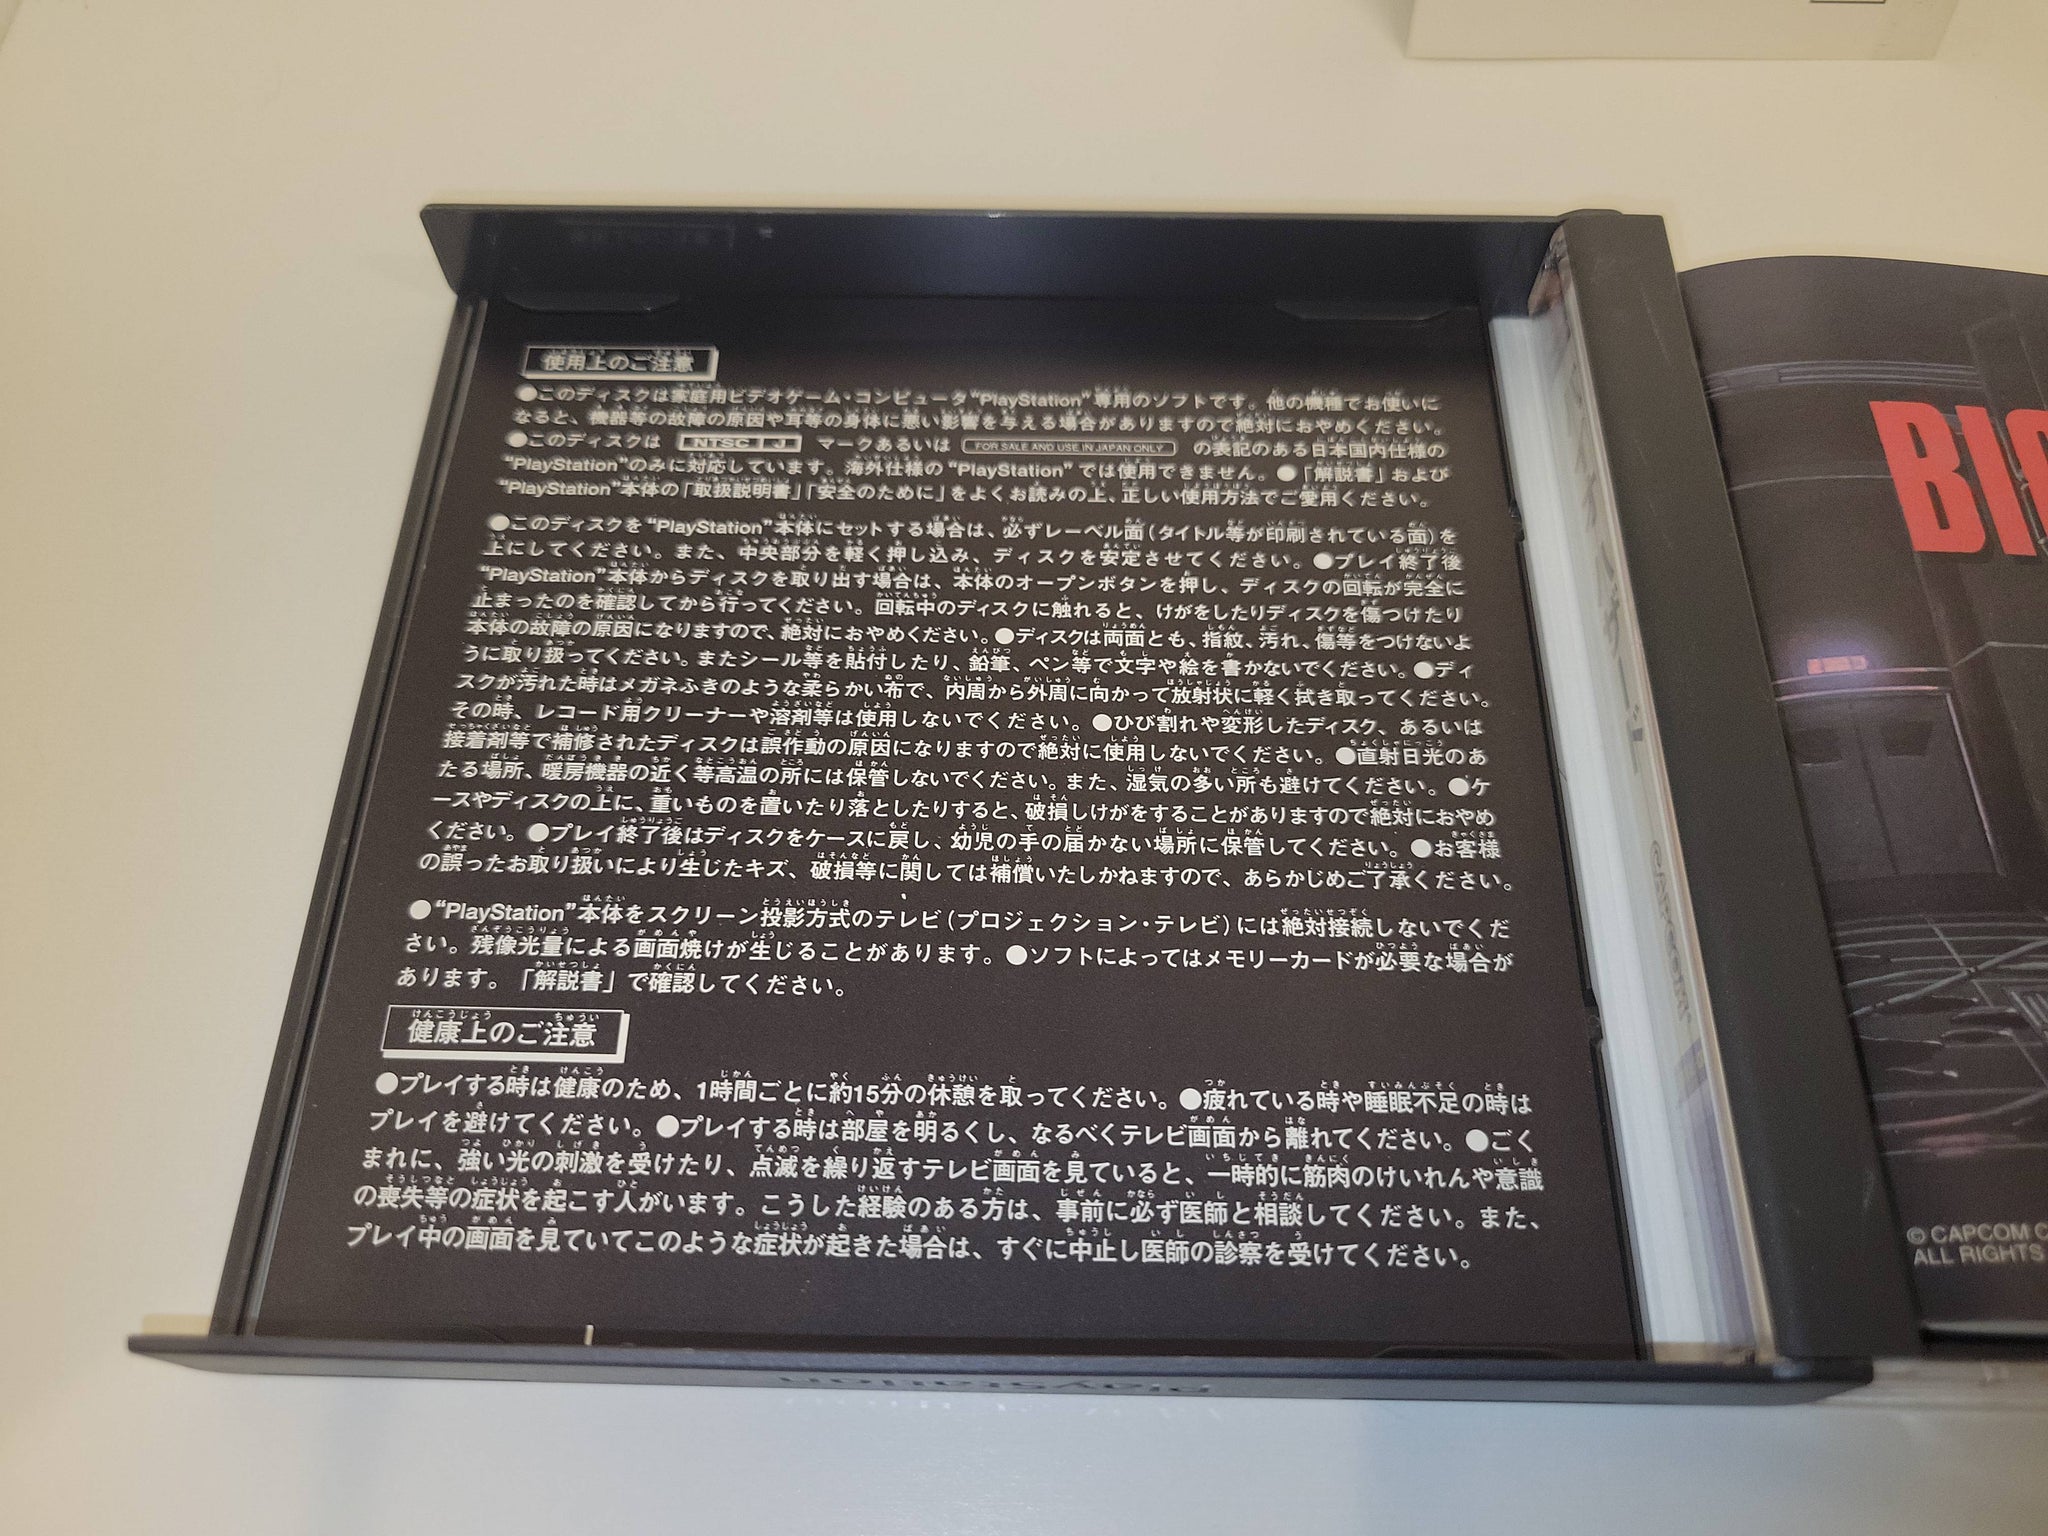 使用上のご注意
●このディスクは家庭用ビデオゲーム・コンピュータ“PlayStation”専用のソフトです。他の機種でお使いに
なると、機器等の故障の原因や耳等の身体に悪い影響を与える場合がありますので絶対におやめください。
●このディスクは NTSC J マークあるいは FOR SALE AND USE IN JAPAN ONLY の表記のある日本国内仕様の
“PlayStation”のみに対応しています。海外仕様の“PlayStation”では使用できません。●「解説書」および
“PlayStation”本体の「取扱説明書」「安全のために」をよくお読みの上、正しい使用方法でご愛用ください。
●このディスクを“PlayStation”本体にセットする場合は、必ずレーベル面(タイトル等が印刷されている面)を
上にしてください。また、中央部分を軽く押し込み、ディスクを安定させてください。●プレイ終了後
“PlayStation”本体からディスクを取り出す場合は、本体のオープンボタンを押し、ディスクの回転が完全に
止まったのを確認してから行ってください。回転中のディスクに触れると、けがをしたりディスクを傷つけたり
本体の故障の原因になりますので、絶対におやめください。●ディスクは両面とも、指紋、汚れ、傷等をつけないよ
うに取り扱ってください。またシール等を貼付したり、鉛筆、ペン等で文字や絵を書かないでください。●ディ
スクが汚れた時はメガネふきのような柔らかい布で、内周から外周に向かって放射状に軽く拭き取ってください。
その時、レコード用クリーナーや溶剤等は使用しないでください。●ひび割れや変形したディスク、あるいは
接着剤等で補修されたディスクは誤作動の原因になりますので絶対に使用しないでください。●直射日光のあ
たる場所、暖房機器の近く等高温の所には保管しないでください。また、湿気の多い所も避けてください。●ケ
ースやディスクの上に、重いものを置いたり落としたりすると、破損しけがをすることがありますので絶対におやめ
ください。●プレイ終了後はディスクをケースに戻し、幼児の手の届かない場所に保管してください。●お客様
の誤ったお取り扱いにより生じたキズ、破損等に関しては補償いたしかねますので、あらかじめご了承ください。
●“PlayStation”本体をスクリーン投影方式のテレビ(プロジェクション・テレビ)には絶対接続しないでくだ
さい。残像光量による画面焼けが生じることがあります。●ソフトによってはメモリーカードが必要な場合が
あります。「解説書」で確認してください。
健康上のご注意
●プレイする時は健康のため、1時間ごとに約15分の休憩を取ってください。●疲れている時や睡眠不足の時は
プレイを避けてください。●プレイする時は部屋を明るくし、なるべくテレビ画面から離れてください。●ごく
まれに、強い光の刺激を受けたり、点滅を繰り返すテレビ画面を見ていると、一時的に筋肉のけいれんや意識
の喪失等の症状を起こす人がいます。こうした経験のある方は、事前に必ず医師と相談してください。また、
プレイ中の画面を見ていてこのような症状が起きた場合は、すぐに中止し医師の診察を受けてください。
PlayStation
BIO
© CAPCOM C
ALL RIGHTS